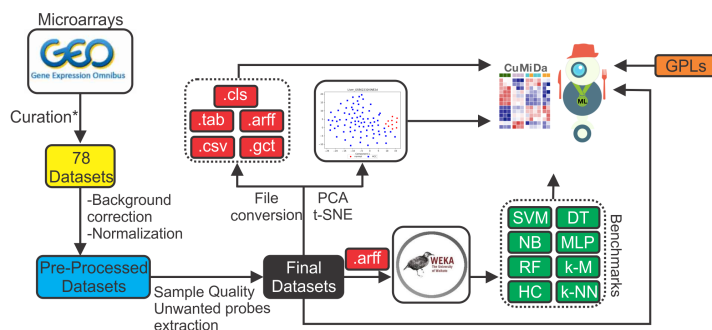 Microarrays
GEO
Gene Expression Omnibus
Curation*
78
Datasets
-Background
correction
-Normalization
Pre-Processed
Datasets
Sample Quality
Unwanted probes
extraction
.cls
.tab
.arff
.csv
.gct
File
conversion
PCA
t-SNE
Final
Datasets
.arff
WEKA
The University
of Waikato
CuMiDa
ML
GPLs
SVM
DT
NB
MLP
RF
k-M
HC
k-NN
Benchmarks